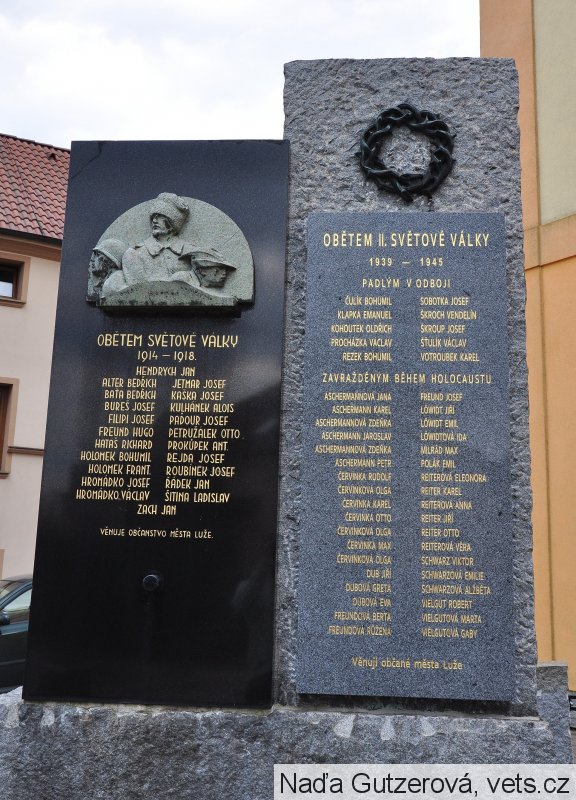 OBĚTEM SVĚTOVÉ VÁLKY
1914 – 1918.
HENDRYCH JAN
ALTER BEDŘICH JETMAR JOSEF
BAŤA BEDŘICH KAŠKA JOSEF
BUREŠ JOSEF KULHÁNEK ALOIS
FILIPI JOSEF PADOUR JOSEF
FREUND HUGO PETRUŽÁLEK OTTO
HATAŠ RICHARD PROKŮPEK ANT.
HOLOMEK BOHUMIL REJDA JOSEF
HOLOMEK FRANT. ROUBÍNEK JOSEF
HROMÁDKO JOSEF ŘÁDEK JAN
HROMÁDKO VÁCLAV ŠITINA LADISLAV
ZACH JAN
VĚNUJE OBČANSTVO MĚSTA LUŽE.
OBĚTEM II. SVĚTOVÉ VÁLKY
1939 – 1945
PADLÝM V ODBOJI
ČULÍK BOHUMIL SOBOTKA JOSEF
KLAPKA EMANUEL ŠKROCH VENDELÍN
KOHOUTEK OLDŘICH ŠKROUP JOSEF
PROCHÁZKA VÁCLAV ŠTULÍK VÁCLAV
REZEK BOHUMIL VOTROUBEK KAREL
ZAVRAŽDĚNÝM BĚHEM HOLOCAUSTU
ASCHERMANNOVÁ JANA FREUND JOSEF
ASCHERMANN KAREL LÖWIDT JIŘÍ
ASCHERMANNOVÁ ZDEŇKA LÖWIDT EMIL
ASCHERMANN JAROSLAV LÖWIDTOVÁ IDA
ASCHERMANNOVÁ ZDEŇKA MILRÁD MAX
ASCHERMANN PETR POLÁK EMIL
ČERVINKA RUDOLF REITEROVÁ ELEONORA
ČERVINKOVÁ OLGA REITER KAREL
ČERVINKA KAREL REITEROVÁ ANNA
ČERVINKOVÁ ZDEŇKA REITER JIŘÍ
ČERVINKA OTTO REITER OTTO
ČERVINKOVÁ OLGA REITEROVÁ VĚRA
ČERVINKA MAX SCHWARZ VIKTOR
ČERVINKOVÁ OLGA SCHWARZOVÁ EMILIE
DUB JIŘÍ SCHWARZOVÁ ALŽBĚTA
DUBOVÁ GRETA VIELGUT ROBERT
DUBOVÁ EVA VIELGUTOVÁ MARTA
FREUNDOVÁ BERTA VIELGUTOVÁ GABY
FREUNDOVÁ RŮŽENA
Věnují občané města Luže
Naďa Gutzerová, vets.cz